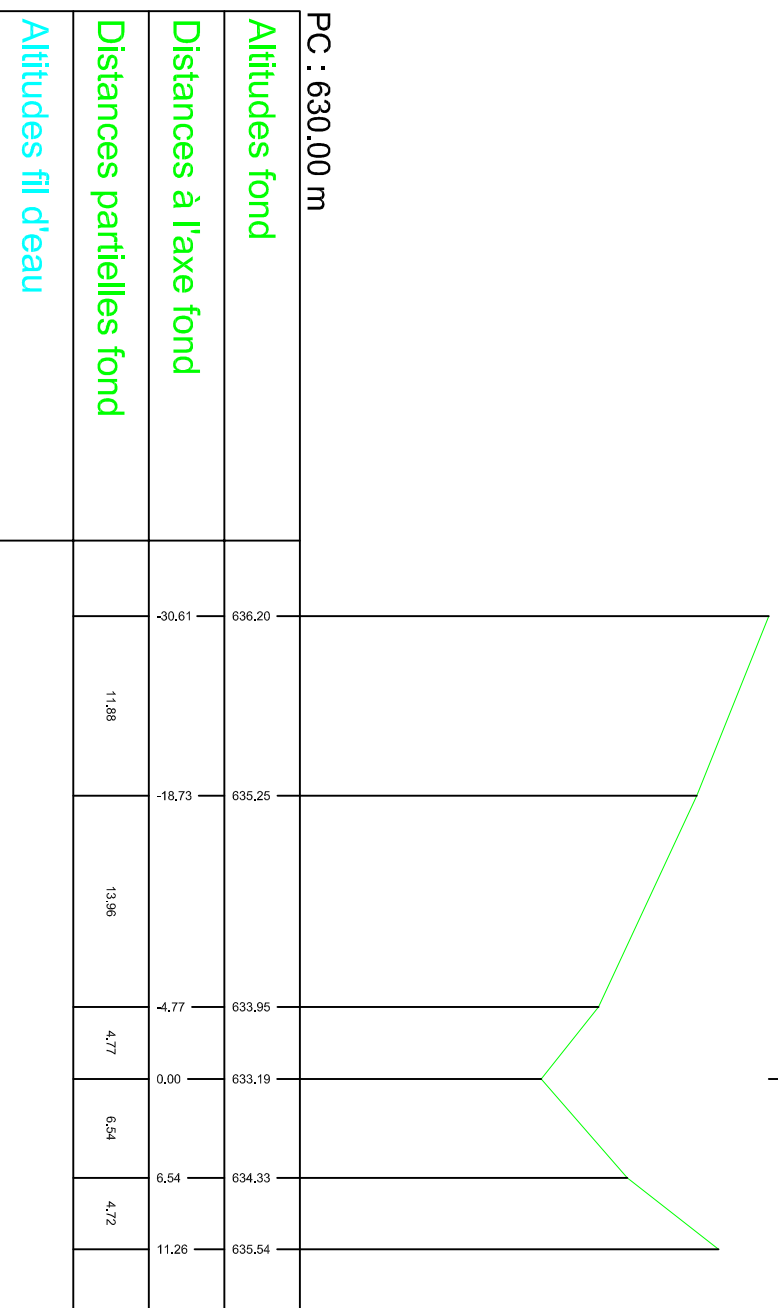 PC : 630.00 m
Altitudes fond
636.20 635.25 633.95 633.19 634.33 635.54
Distances à l'axe fond
-30.61 -18.73 -4.77 0.00 6.54 11.26
Distances partielles fond
11.88 13.96 4.77 6.54 4.72
Altitudes fil d'eau